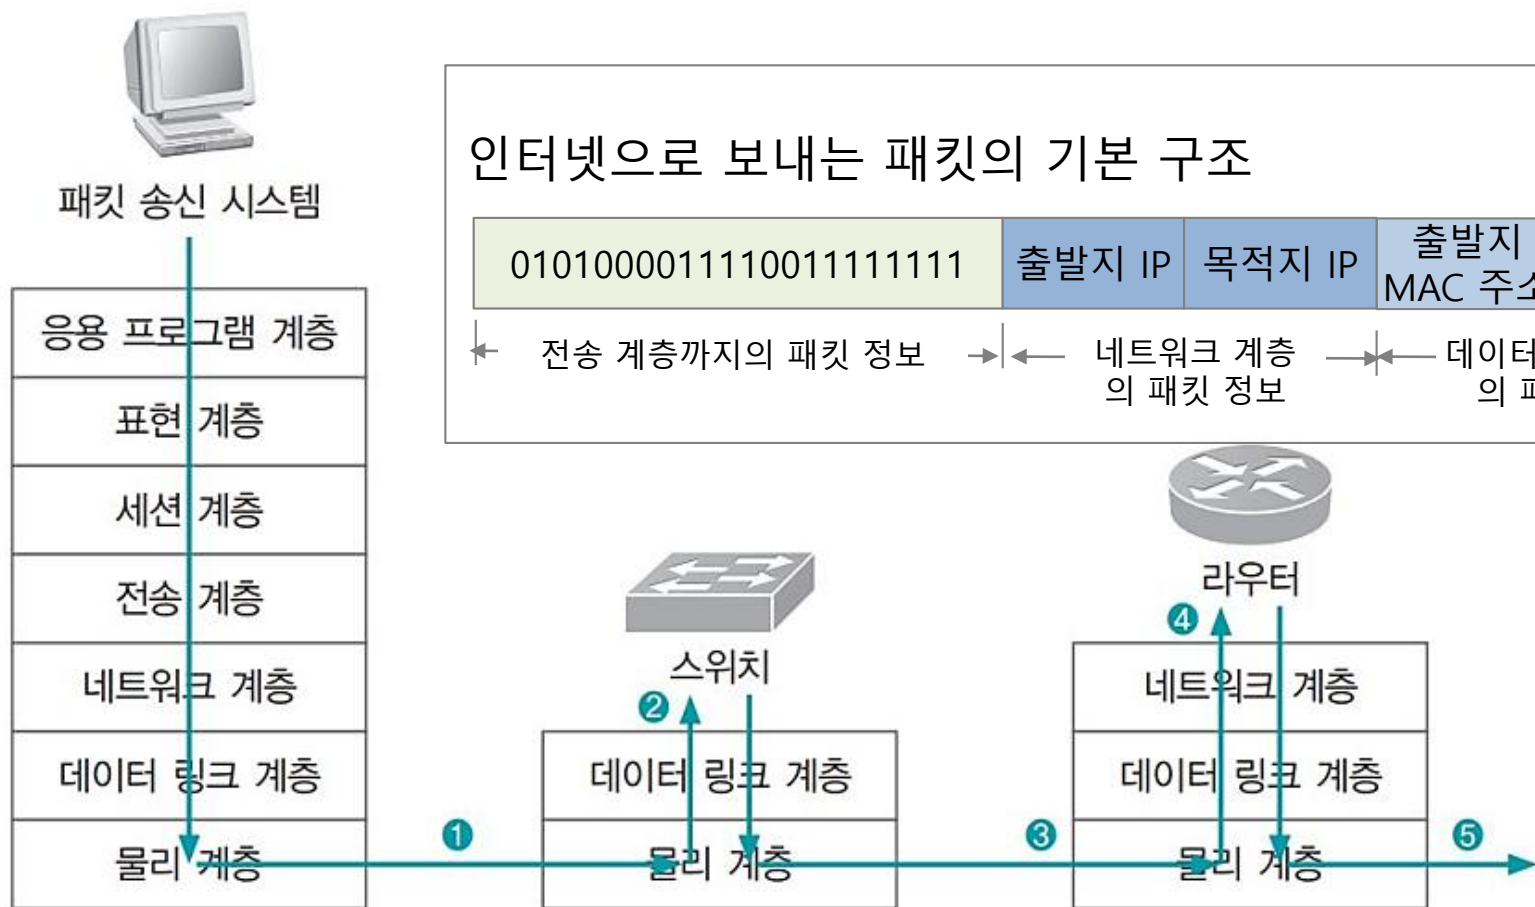 패킷 송신 시스템
응용 프로그램 계층
표현 계층
세션 계층
전송 계층
네트워크 계층
데이터 링크 계층
물리 계층
인터넷으로 보내는 패킷의 기본 구조
0101000011110011111111
출발지 IP
목적지 IP
출발지
MAC
전송 계층까지의 패킷 정보
네트워크 계층
의 패킷 정보
데이터
의
스위치
데이터 링크 계층
물리 계층
라우터
네트워크 계층
데이터 링크 계층
물리 계층
1
2
3
4
5